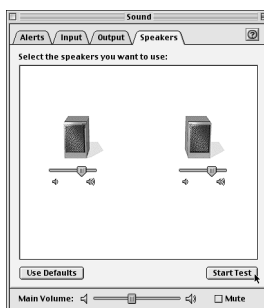 Sound
Alerts Input Output Speakers
Select the speakers you want to use:
Use Defaults Start Test
Main Volume: Mute